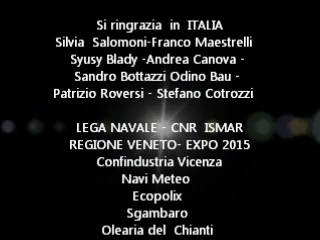 Si ringrazia in ITALIA
Silvia Salomoni-Franco Maestrelli
Syusy Blady -Andrea Canova -
Sandro Bottazzi Odino Bau -
Patrizio Roversi - Stefano Cotrozzi
LEGA NAVALE - CNR ISMAR
REGIONE VENETO- EXPO 2015
Confindustria Vicenza
Navi Meteo
Ecopolix
Sgambaro
Olearia del Chianti